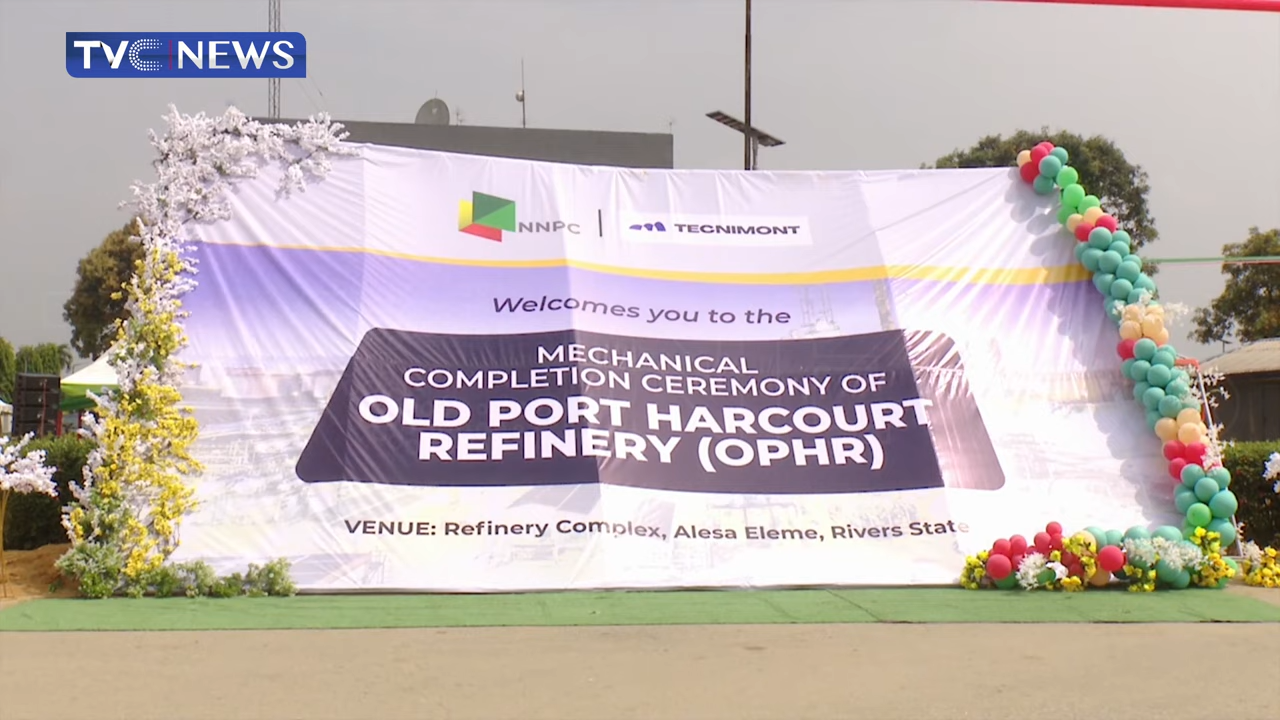 TVC NEWS
NNPC | TECNIMONT
Welcomes you to the
MECHANICAL
COMPLETION CEREMONY OF
OLD PORT HARCOURT
REFINERY (OPHR)
VENUE: Refinery Complex, Alesa Eleme, Rivers State